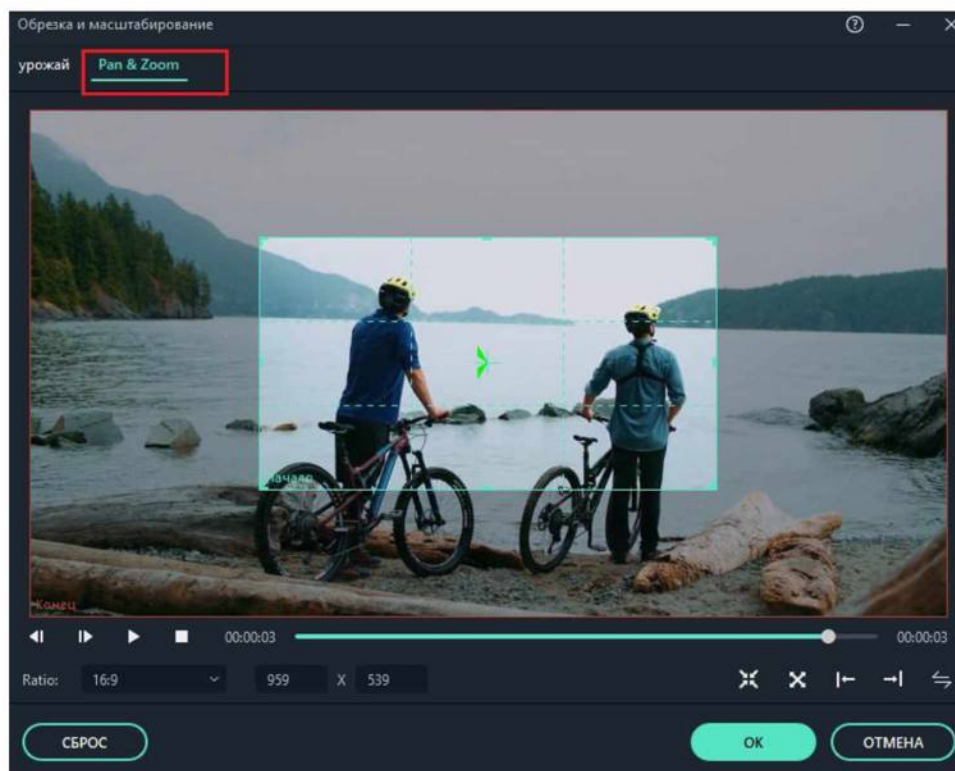 Обрезка и масштабирование
урожай Pan & Zoom
Начало
Конец
00:00:03 00:00:03
Ratio: 16:9 959 X 539
СБРОС OK ОТМЕНА